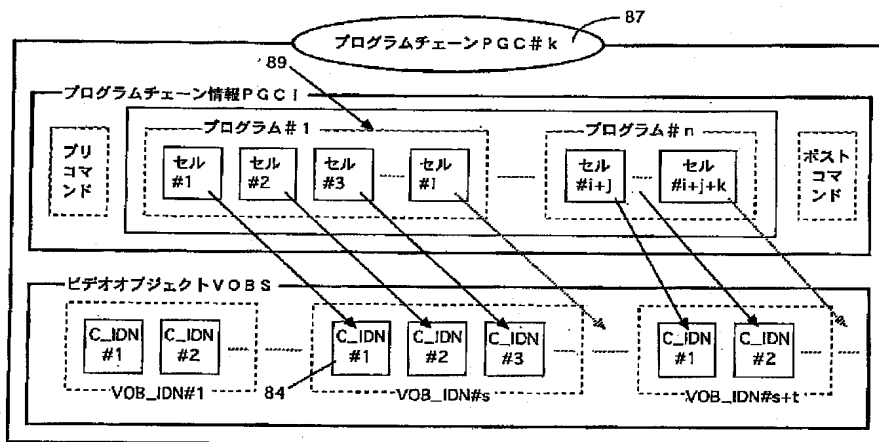 プログラムチェーンPGC#k
87
89
プログラムチェーン情報PGCI
プログラム#1
プログラム#n
プリ
コマンド
セル
#1
セル
#2
セル
#3
セル
#i
セル
#i+j
セル
#i+j+k
ポスト
コマンド
ビデオオブジェクトVOBS
C_IDN
#1
C_IDN
#2
C_IDN
#1
C_IDN
#2
C_IDN
#3
C_IDN
#1
C_IDN
#2
VOB_IDN#1
84
VOB_IDN#s
VOB_IDN#s+t